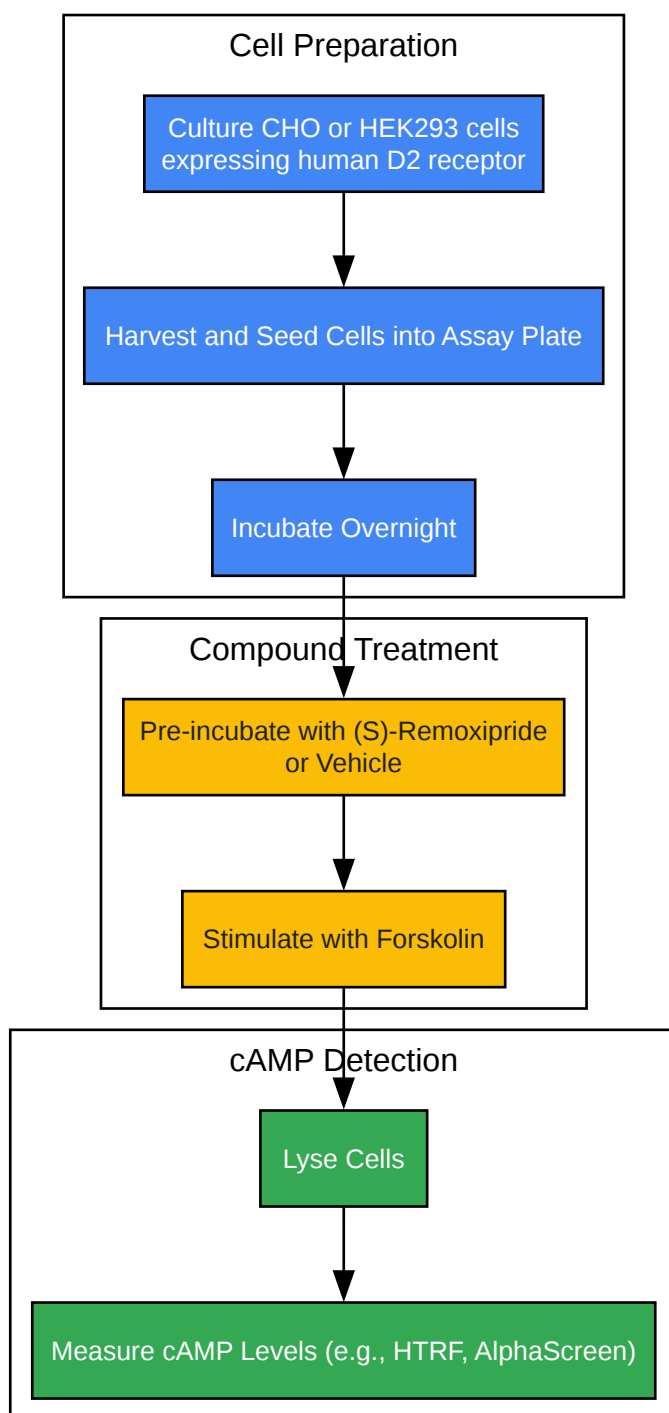 Cell Preparation
Culture CHO or HEK293 cells
expressing human D2 receptor
Harvest and Seed Cells into Assay Plate
Incubate Overnight
Compound Treatment
Pre-incubate with (S)-Remoxipride
or Vehicle
Stimulate with Forskolin
cAMP Detection
Lyse Cells
Measure cAMP Levels (e.g., HTRF, AlphaScreen)